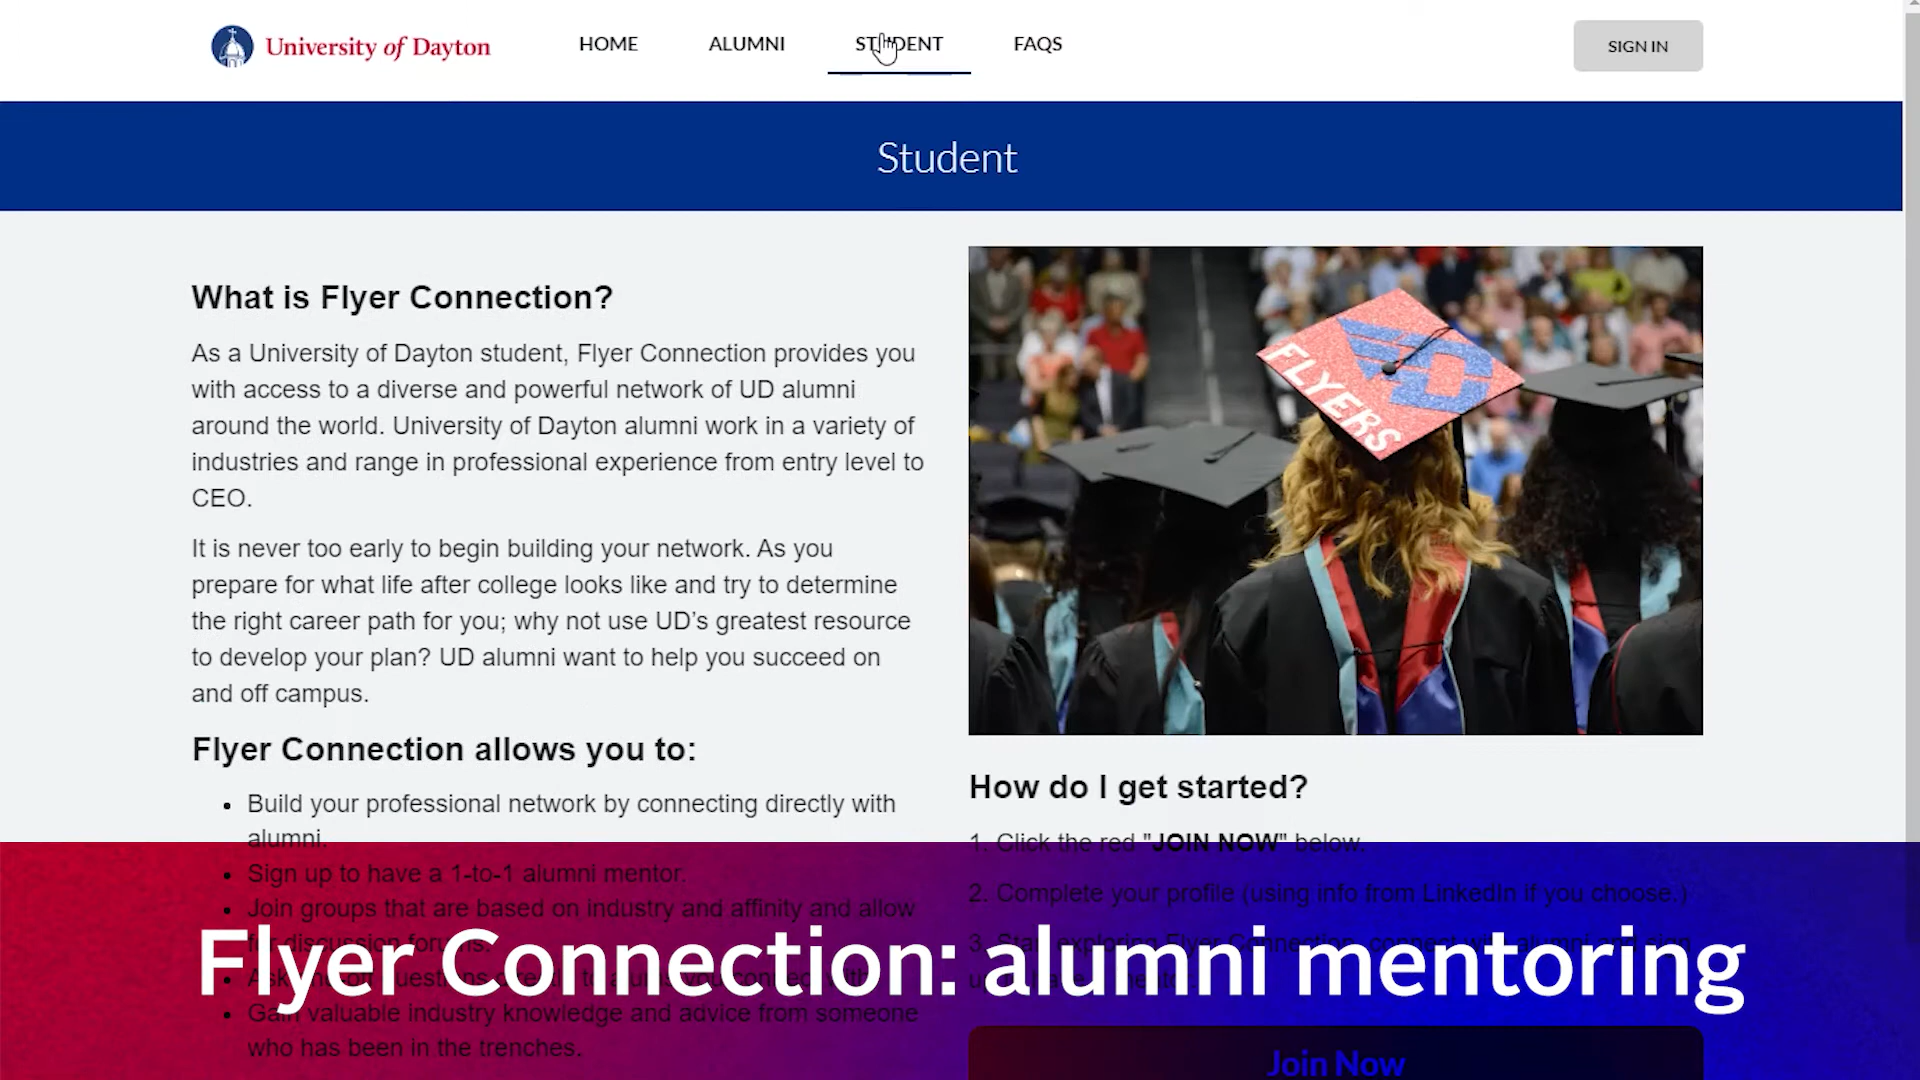 University of Dayton
HOME
ALUMNI
STUDENT
FAQS
SIGN IN
Student
What is Flyer Connection?
As a University of Dayton student, Flyer Connection provides you
with access to a diverse and powerful network of UD alumni
around the world. University of Dayton alumni work in a variety of
industries and range in professional experience from entry level to
CEO.
It is never too early to begin building your network. As you
prepare for what life after college looks like and try to determine
the right career path for you; why not use UD’s greatest resource
to develop your plan? UD alumni want to help you succeed on
and off campus.
Flyer Connection allows you to:
• Build your professional network by connecting directly with
alumni.
• Sign up to have a 1-to-1 alumni mentor.
• Join groups that are based on industry and affinity and allow
for discussion forums.
• Gain valuable industry knowledge and advice from someone
who has been in the trenches.
FLYERS
UD
How do I get started?
1. Click the red "JOIN NOW" below.
2. Complete your profile (using info from LinkedIn if you choose.)
Join Now
Flyer Connection: alumni mentoring